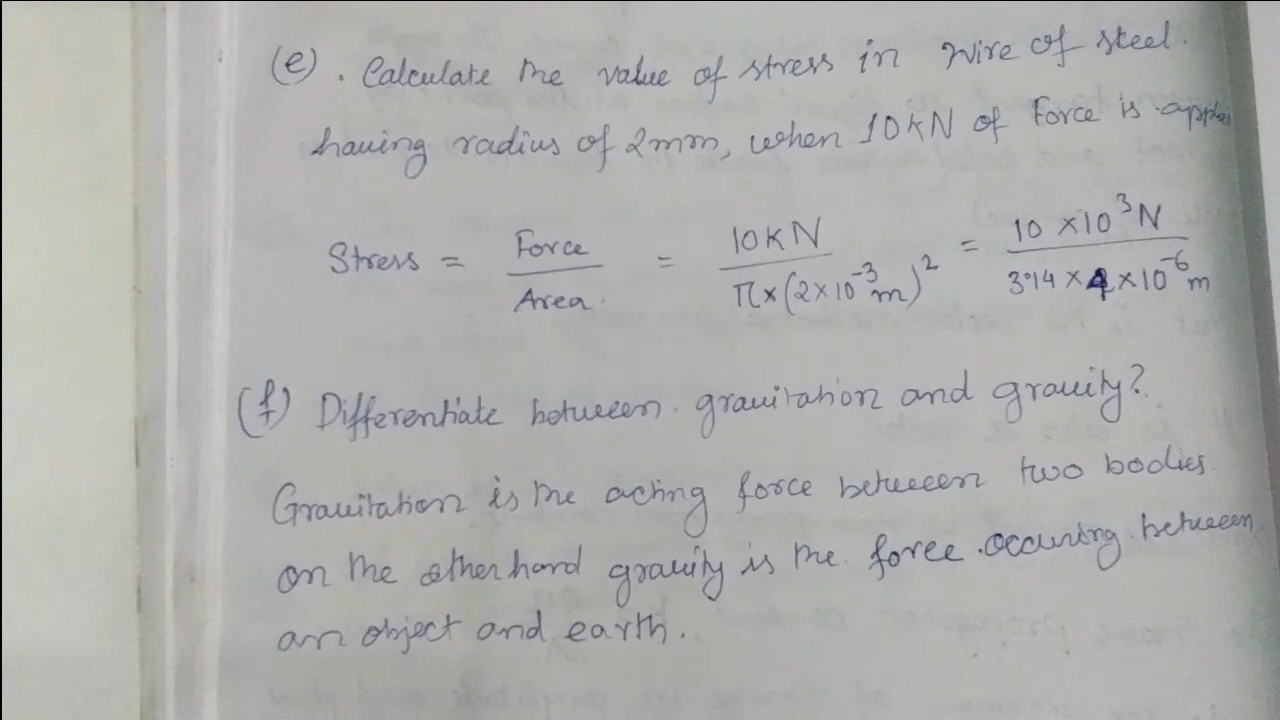 (e). Calculate the value of stress in wire of steel.
having radius of 2mm, when 10KN of Force is applied
Stress = Force / Area. = 10KN / π×(2×10⁻³m)² = 10 ×10³N / 3.14 × 4 × 10⁻⁶m
(f) Differentiate between gravitation and gravity?
Gravitation is the acting force between two bodies
on the other hand gravity is the force occuring between
an object and earth.